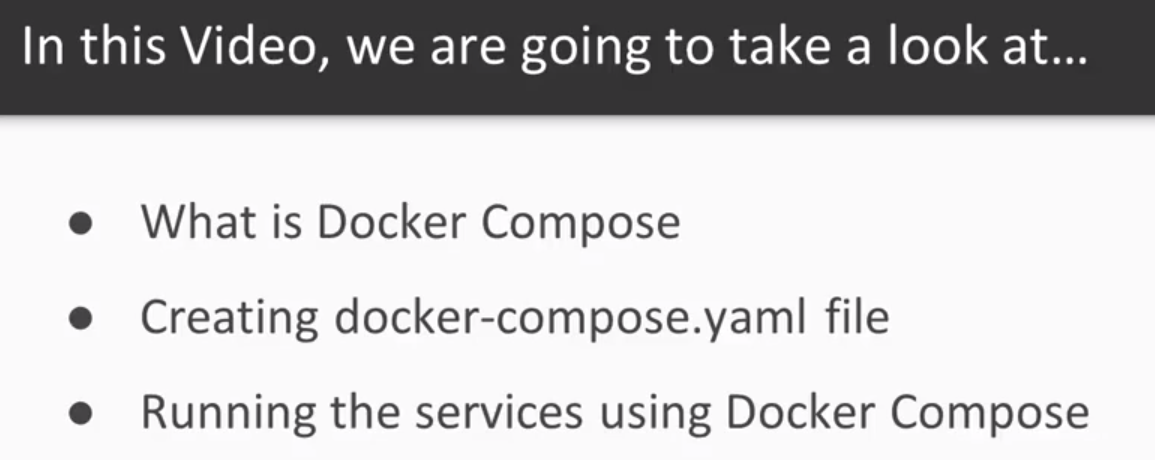 In this Video, we are going to take a look at...
● What is Docker Compose
● Creating docker-compose.yaml file
● Running the services using Docker Compose